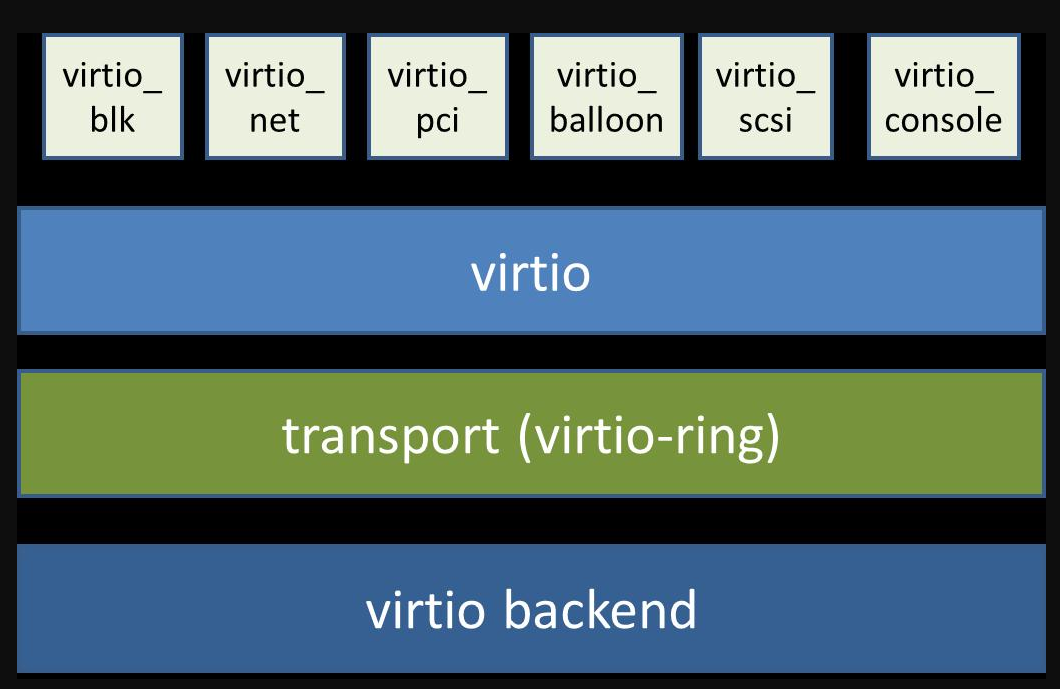 virtio_
blk
virtio_
net
virtio_
pci
virtio_
balloon
virtio_
scsi
virtio_
console
virtio
transport (virtio-ring)
virtio backend